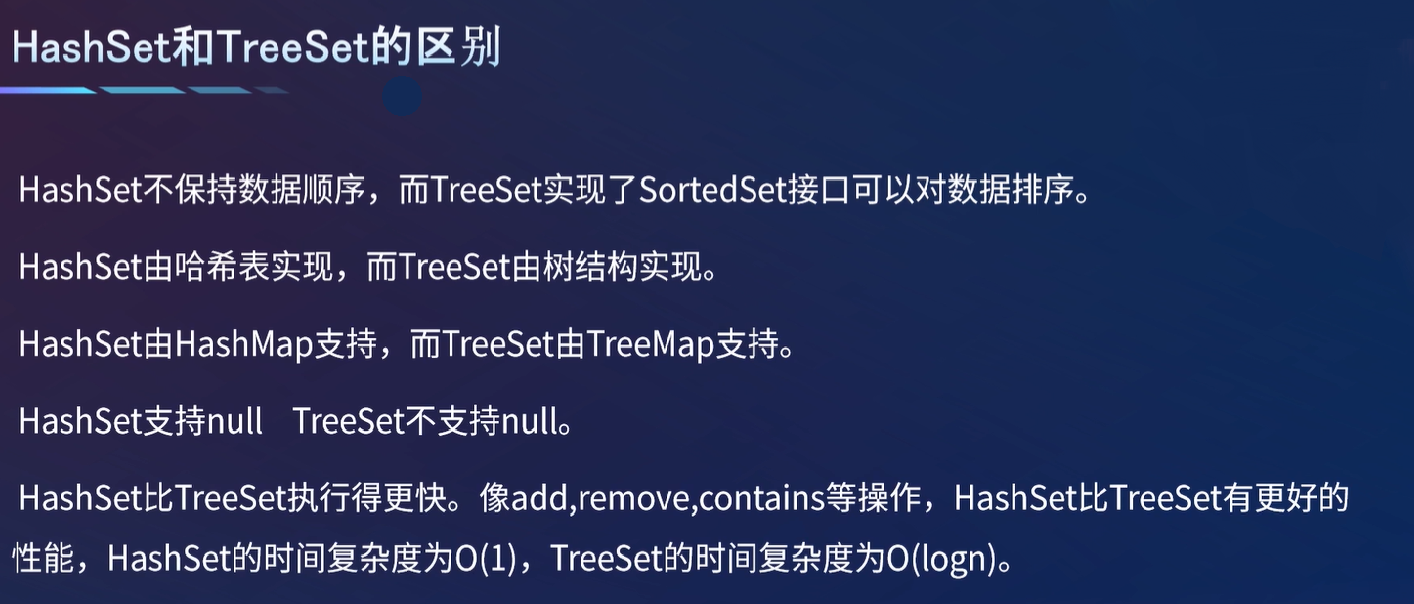 HashSet和TreeSet的区别
HashSet不保持数据顺序，而TreeSet实现了SortedSet接口可以对数据排序。
HashSet由哈希表实现，而TreeSet由树结构实现。
HashSet由HashMap支持，而TreeSet由TreeMap支持。
HashSet支持null TreeSet不支持null。
HashSet比TreeSet执行得更快。像add,remove,contains等操作，HashSet比TreeSet有更好的
性能，HashSet的时间复杂度为O(1)，TreeSet的时间复杂度为O(logn)。